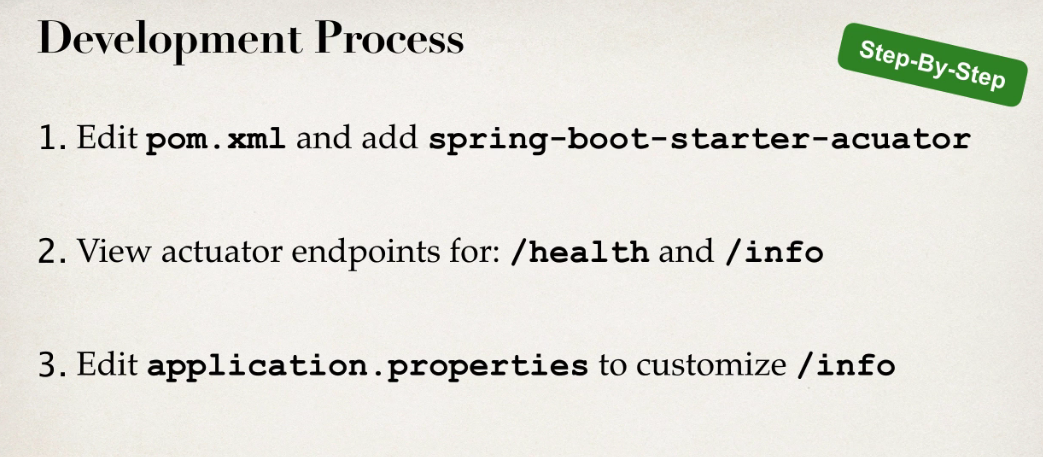 Development Process
Step-By-Step
1. Edit pom.xml and add spring-boot-starter-acuator
2. View actuator endpoints for: /health and /info
3. Edit application.properties to customize /info